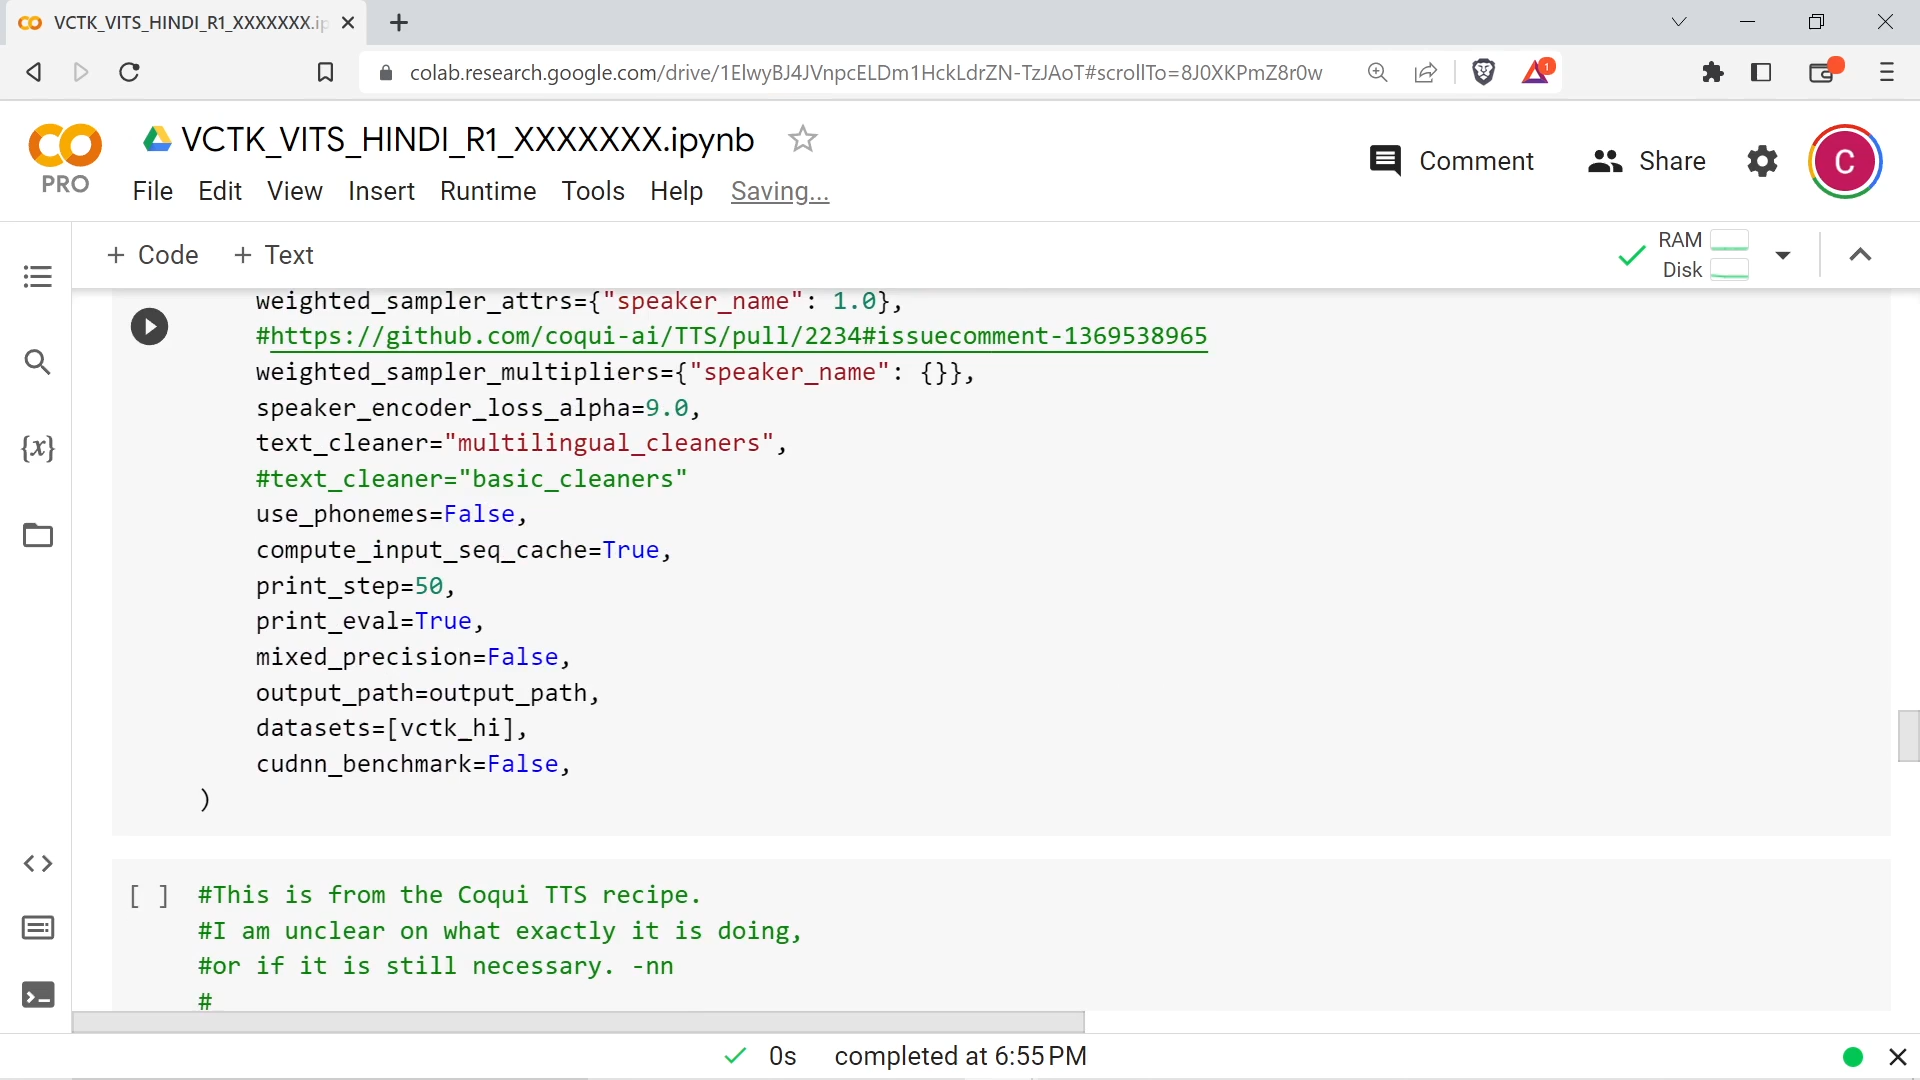 VCTK_VITS_HINDI_R1_XXXXXXX.ip
colab.research.google.com/drive/1ElwyBJ4JVnpcELDm1HckLdrZN-TzJAoT#scrollTo=8J0XKPmZ8r0w
1
PRO
VCTK_VITS_HINDI_R1_XXXXXXX.ipynb
Comment
Share
C
File Edit View Insert Runtime Tools Help Saving...
+ Code + Text
RAM
Disk
weighted_sampler_attrs={"speaker_name": 1.0},
#https://github.com/coqui-ai/TTS/pull/2234#issuecomment-1369538965
weighted_sampler_multipliers={"speaker_name": {}},
speaker_encoder_loss_alpha=9.0,
text_cleaner="multilingual_cleaners",
#text_cleaner="basic_cleaners"
use_phonemes=False,
compute_input_seq_cache=True,
print_step=50,
print_eval=True,
mixed_precision=False,
output_path=output_path,
datasets=[vctk_hi],
cudnn_benchmark=False,
)
[ ] #This is from the Coqui TTS recipe.
#I am unclear on what exactly it is doing,
#or if it is still necessary. -nn
#
{x}
0s completed at 6:55 PM